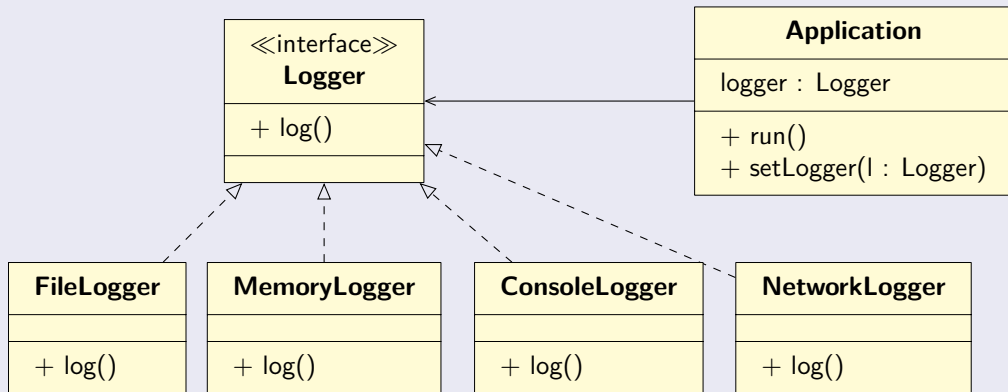 ≪interface≫
Logger
+ log()
Application
logger : Logger
+ run()
+ setLogger(l : Logger)
FileLogger
+ log()
MemoryLogger
+ log()
ConsoleLogger
+ log()
NetworkLogger
+ log()